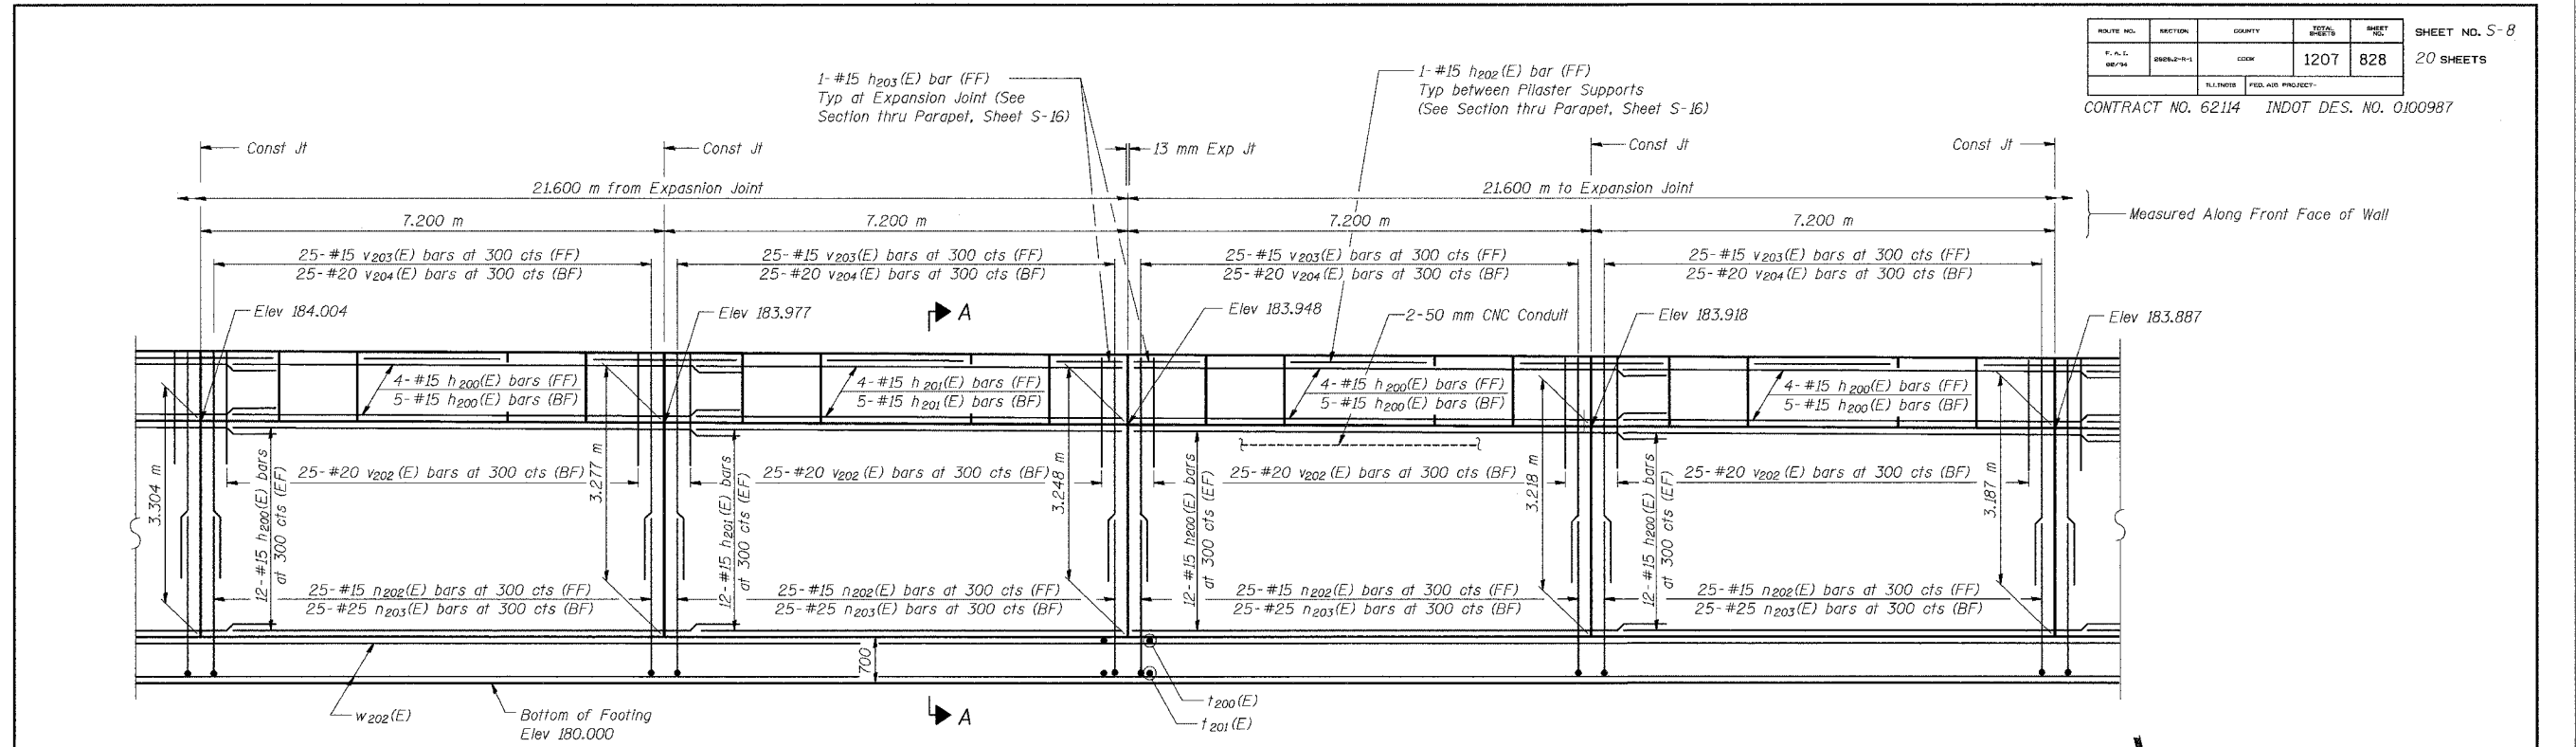 ROUTE NO. SECTION COUNTY TOTAL SHEETS SHEET NO.
F.A.I. 80/94 COOK 1207 828
ILLINOIS FED. AID PROJECT-
SHEET NO. S-8
20 SHEETS
CONTRACT NO. 62114 INDOT DES. NO. 0100987
1-#15 h203(E) bar (FF)
Typ at Expansion Joint (See
Section thru Parapet, Sheet S-16)
1-#15 h202(E) bar (FF)
Typ between Pilaster Supports
(See Section thru Parapet, Sheet S-16)
Const Jt
Const Jt
13 mm Exp Jt
Const Jt
Const Jt
21.600 m from Expasnion Joint
21.600 m to Expansion Joint
7.200 m
7.200 m
7.200 m
7.200 m
Measured Along Front Face of Wall
25-#15 v203(E) bars at 300 cts (FF)
25-#20 v204(E) bars at 300 cts (BF)
25-#15 v203(E) bars at 300 cts (FF)
25-#20 v204(E) bars at 300 cts (BF)
25-#15 v203(E) bars at 300 cts (FF)
25-#20 v204(E) bars at 300 cts (BF)
25-#15 v203(E) bars at 300 cts (FF)
25-#20 v204(E) bars at 300 cts (BF)
Elev 184.004
Elev 183.977
A
Elev 183.948
2-50 mm CNC Conduit
Elev 183.918
Elev 183.887
4-#15 h200(E) bars (FF)
5-#15 h200(E) bars (BF)
4-#15 h201(E) bars (FF)
5-#15 h201(E) bars (BF)
4-#15 h200(E) bars (FF)
5-#15 h200(E) bars (BF)
4-#15 h200(E) bars (FF)
5-#15 h200(E) bars (BF)
3.304 m
12-#15 h200(E) bars
at 300 cts (EF)
25-#20 v202(E) bars at 300 cts (BF)
3.277 m
12-#15 h201(E) bars
at 300 cts (EF)
25-#20 v202(E) bars at 300 cts (BF)
3.248 m
12-#15 h200(E) bars
at 300 cts (EF)
25-#20 v202(E) bars at 300 cts (BF)
3.218 m
12-#15 h200(E) bars
at 300 cts (EF)
25-#20 v202(E) bars at 300 cts (BF)
3.187 m
25-#15 n202(E) bars at 300 cts (FF)
25-#25 n203(E) bars at 300 cts (BF)
25-#15 n202(E) bars at 300 cts (FF)
25-#25 n203(E) bars at 300 cts (BF)
25-#15 n202(E) bars at 300 cts (FF)
25-#25 n203(E) bars at 300 cts (BF)
25-#15 n202(E) bars at 300 cts (FF)
25-#25 n203(E) bars at 300 cts (BF)
700
w202(E)
Bottom of Footing
Elev 180.000
A
t200(E)
t201(E)